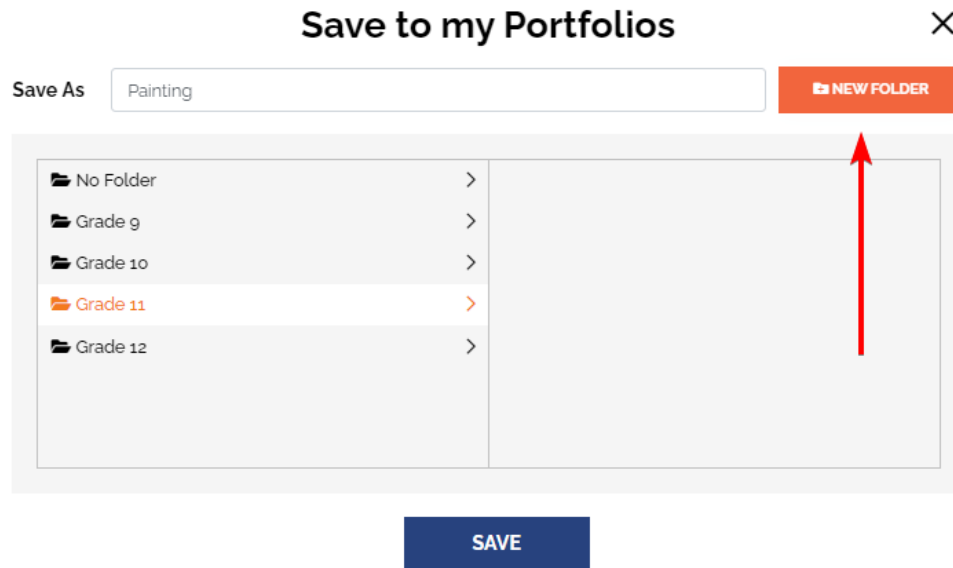 Save to my Portfolios
Save As
Painting
NEW FOLDER
No Folder
Grade 9
Grade 10
Grade 11
Grade 12
SAVE